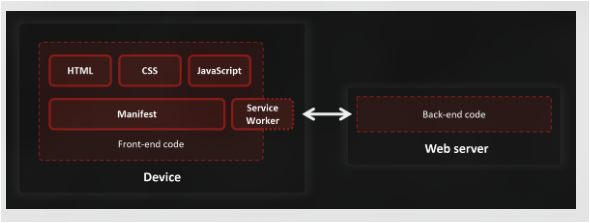 HTML
CSS
JavaScript
Manifest
Service
Worker
Front-end code
Device
Back-end code
Web server